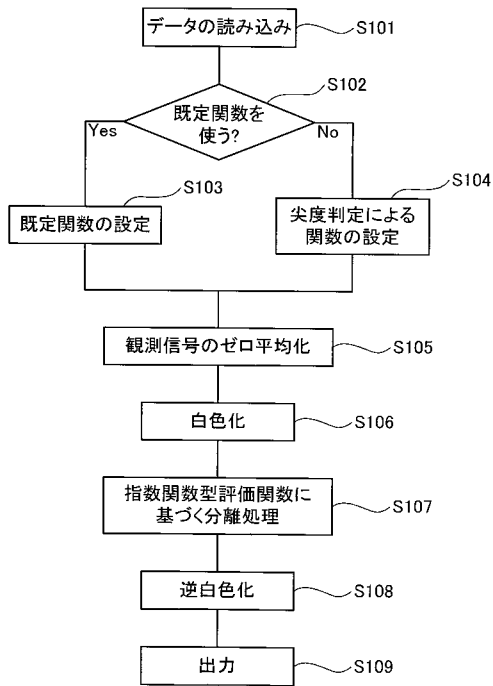 データの読み込み
S101
既定関数を
使う?
S102
Yes
No
既定関数の設定
S103
尖度判定による
関数の設定
S104
観測信号のゼロ平均化
S105
白色化
S106
指数関数型評価関数に
基づく分離処理
S107
逆白色化
S108
出力
S109